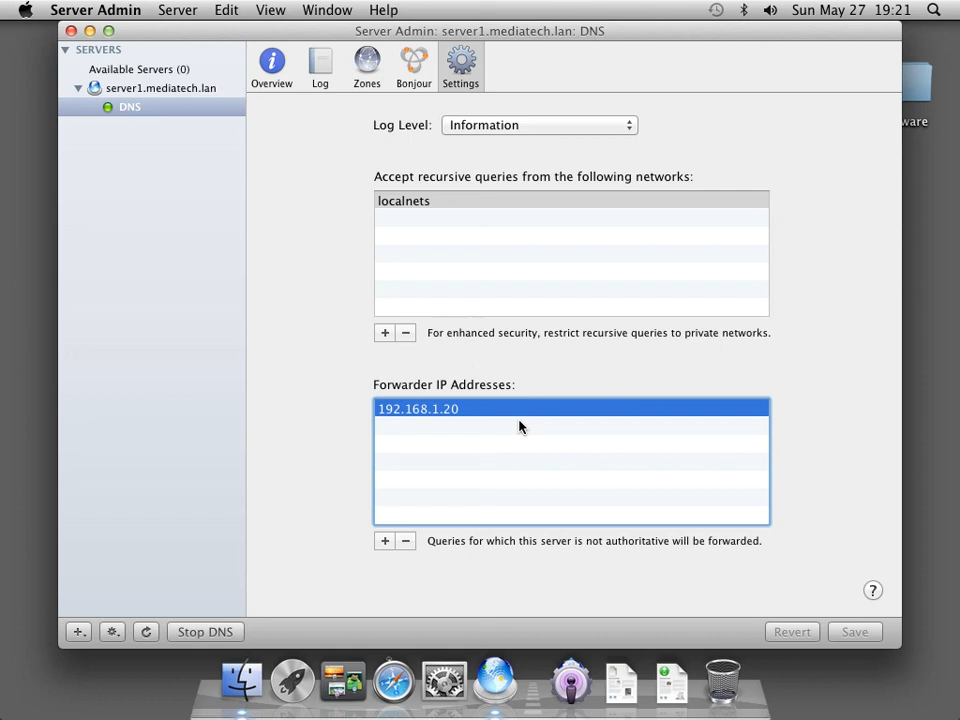 Server Admin Server Edit View Window Help Sun May 27 19:21
Server Admin: server1.mediatech.lan: DNS
SERVERS
Available Servers (0)
server1.mediatech.lan
DNS
Overview Log Zones Bonjour Settings
Log Level: Information
Accept recursive queries from the following networks:
localnets
+ − For enhanced security, restrict recursive queries to private networks.
Forwarder IP Addresses:
192.168.1.20
+ − Queries for which this server is not authoritative will be forwarded.
?
Stop DNS Revert Save
ware